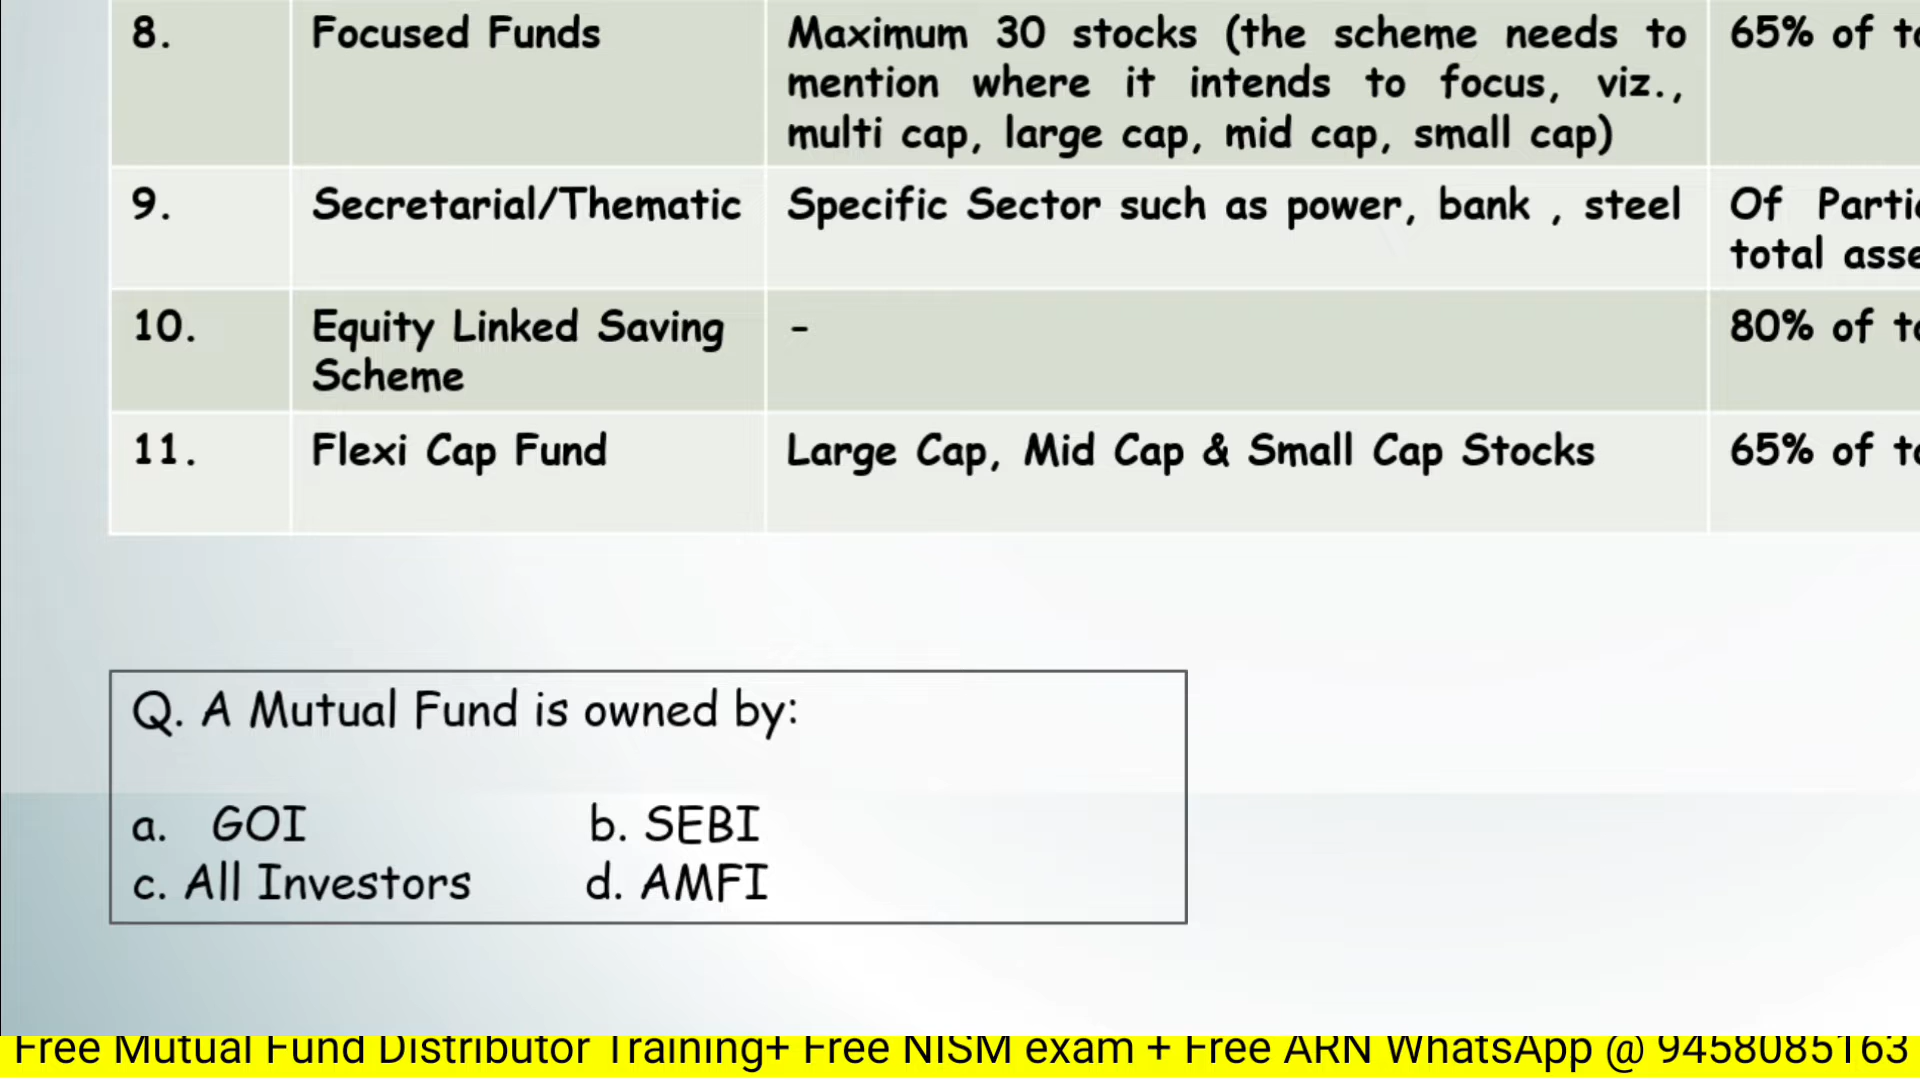 8. Focused Funds Maximum 30 stocks (the scheme needs to 65% of
mention where it intends to focus, viz.,
multi cap, large cap, mid cap, small cap)
9. Secretarial/Thematic Specific Sector such as power, bank , steel Of
total
10. Equity Linked Saving - 80% of
Scheme
11. Flexi Cap Fund Large Cap, Mid Cap & Small Cap Stocks 65% of
Q. A Mutual Fund is owned by:
a. GOI b. SEBI
c. All Investors d. AMFI
Free Mutual Fund Distributor Training+ Free NISM exam + Free ARN WhatsApp @ 9458085163